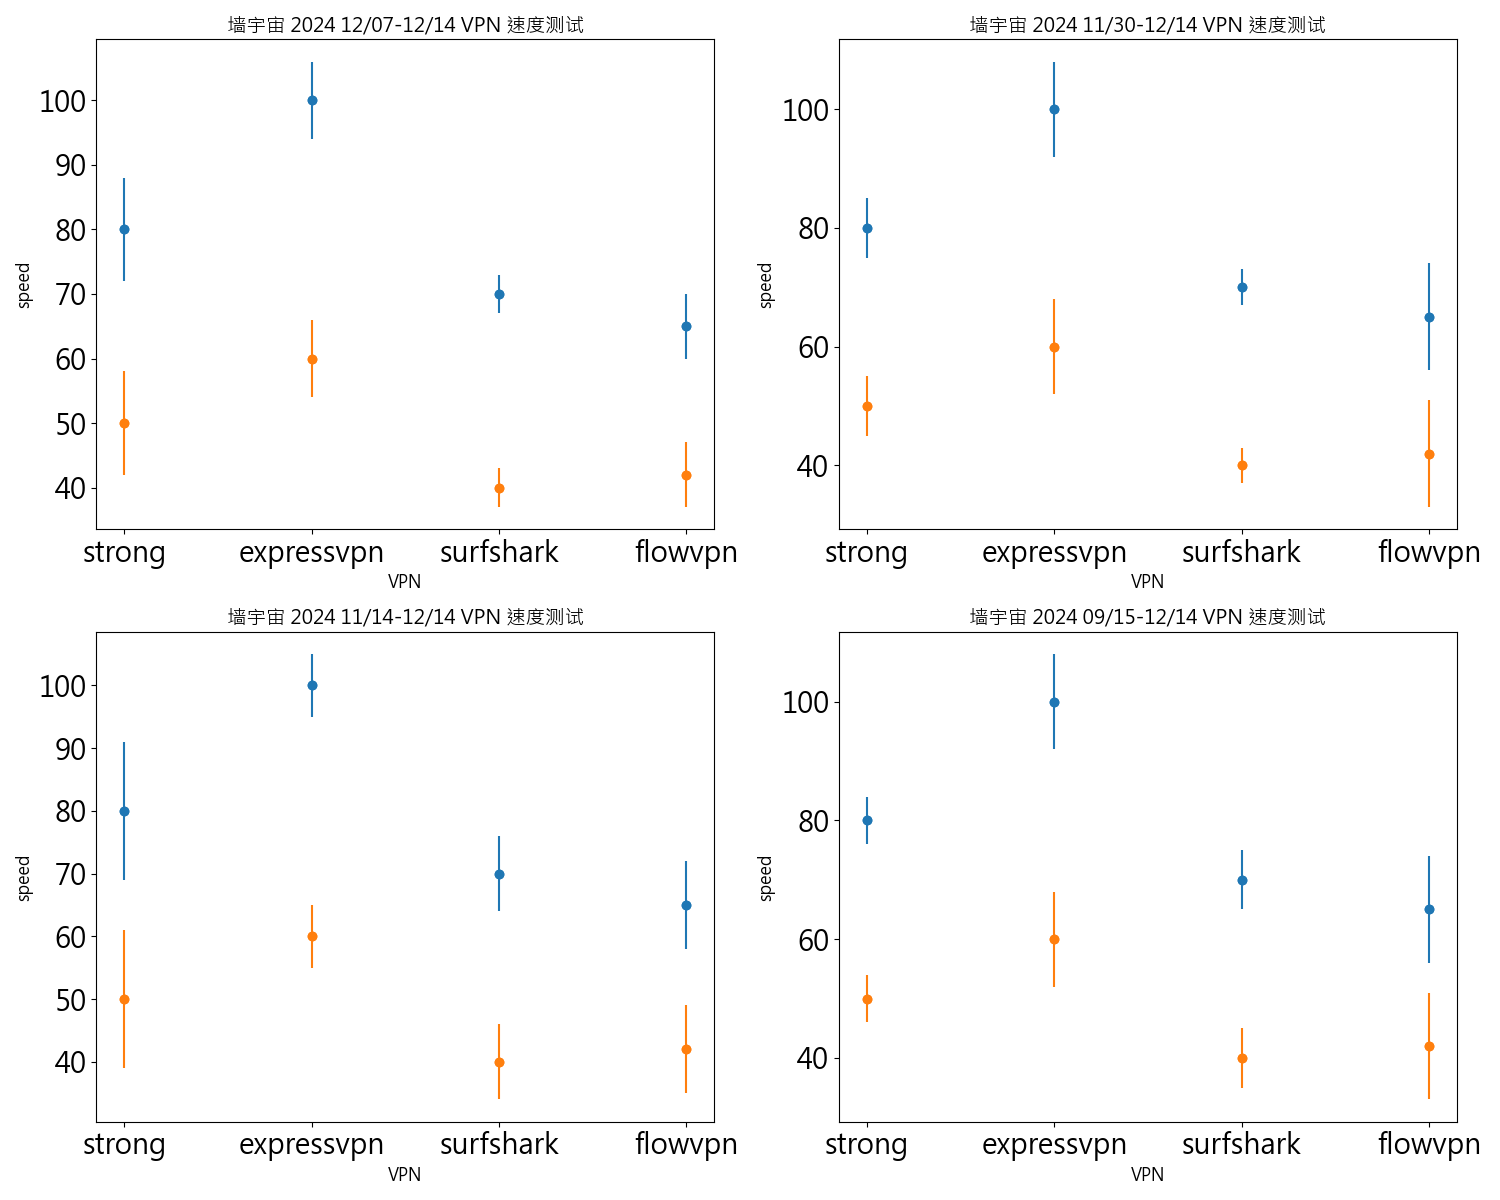 墙宇宙 2024 12/07-12/14 VPN 速度测试
speed
100
90
80
70
60
50
40
strong expressvpn surfshark flowvpn
VPN
墙宇宙 2024 11/30-12/14 VPN 速度测试
speed
100
80
60
40
strong expressvpn surfshark flowvpn
VPN
墙宇宙 2024 11/14-12/14 VPN 速度测试
speed
100
90
80
70
60
50
40
strong expressvpn surfshark flowvpn
VPN
墙宇宙 2024 09/15-12/14 VPN 速度测试
speed
100
80
60
40
strong expressvpn surfshark flowvpn
VPN